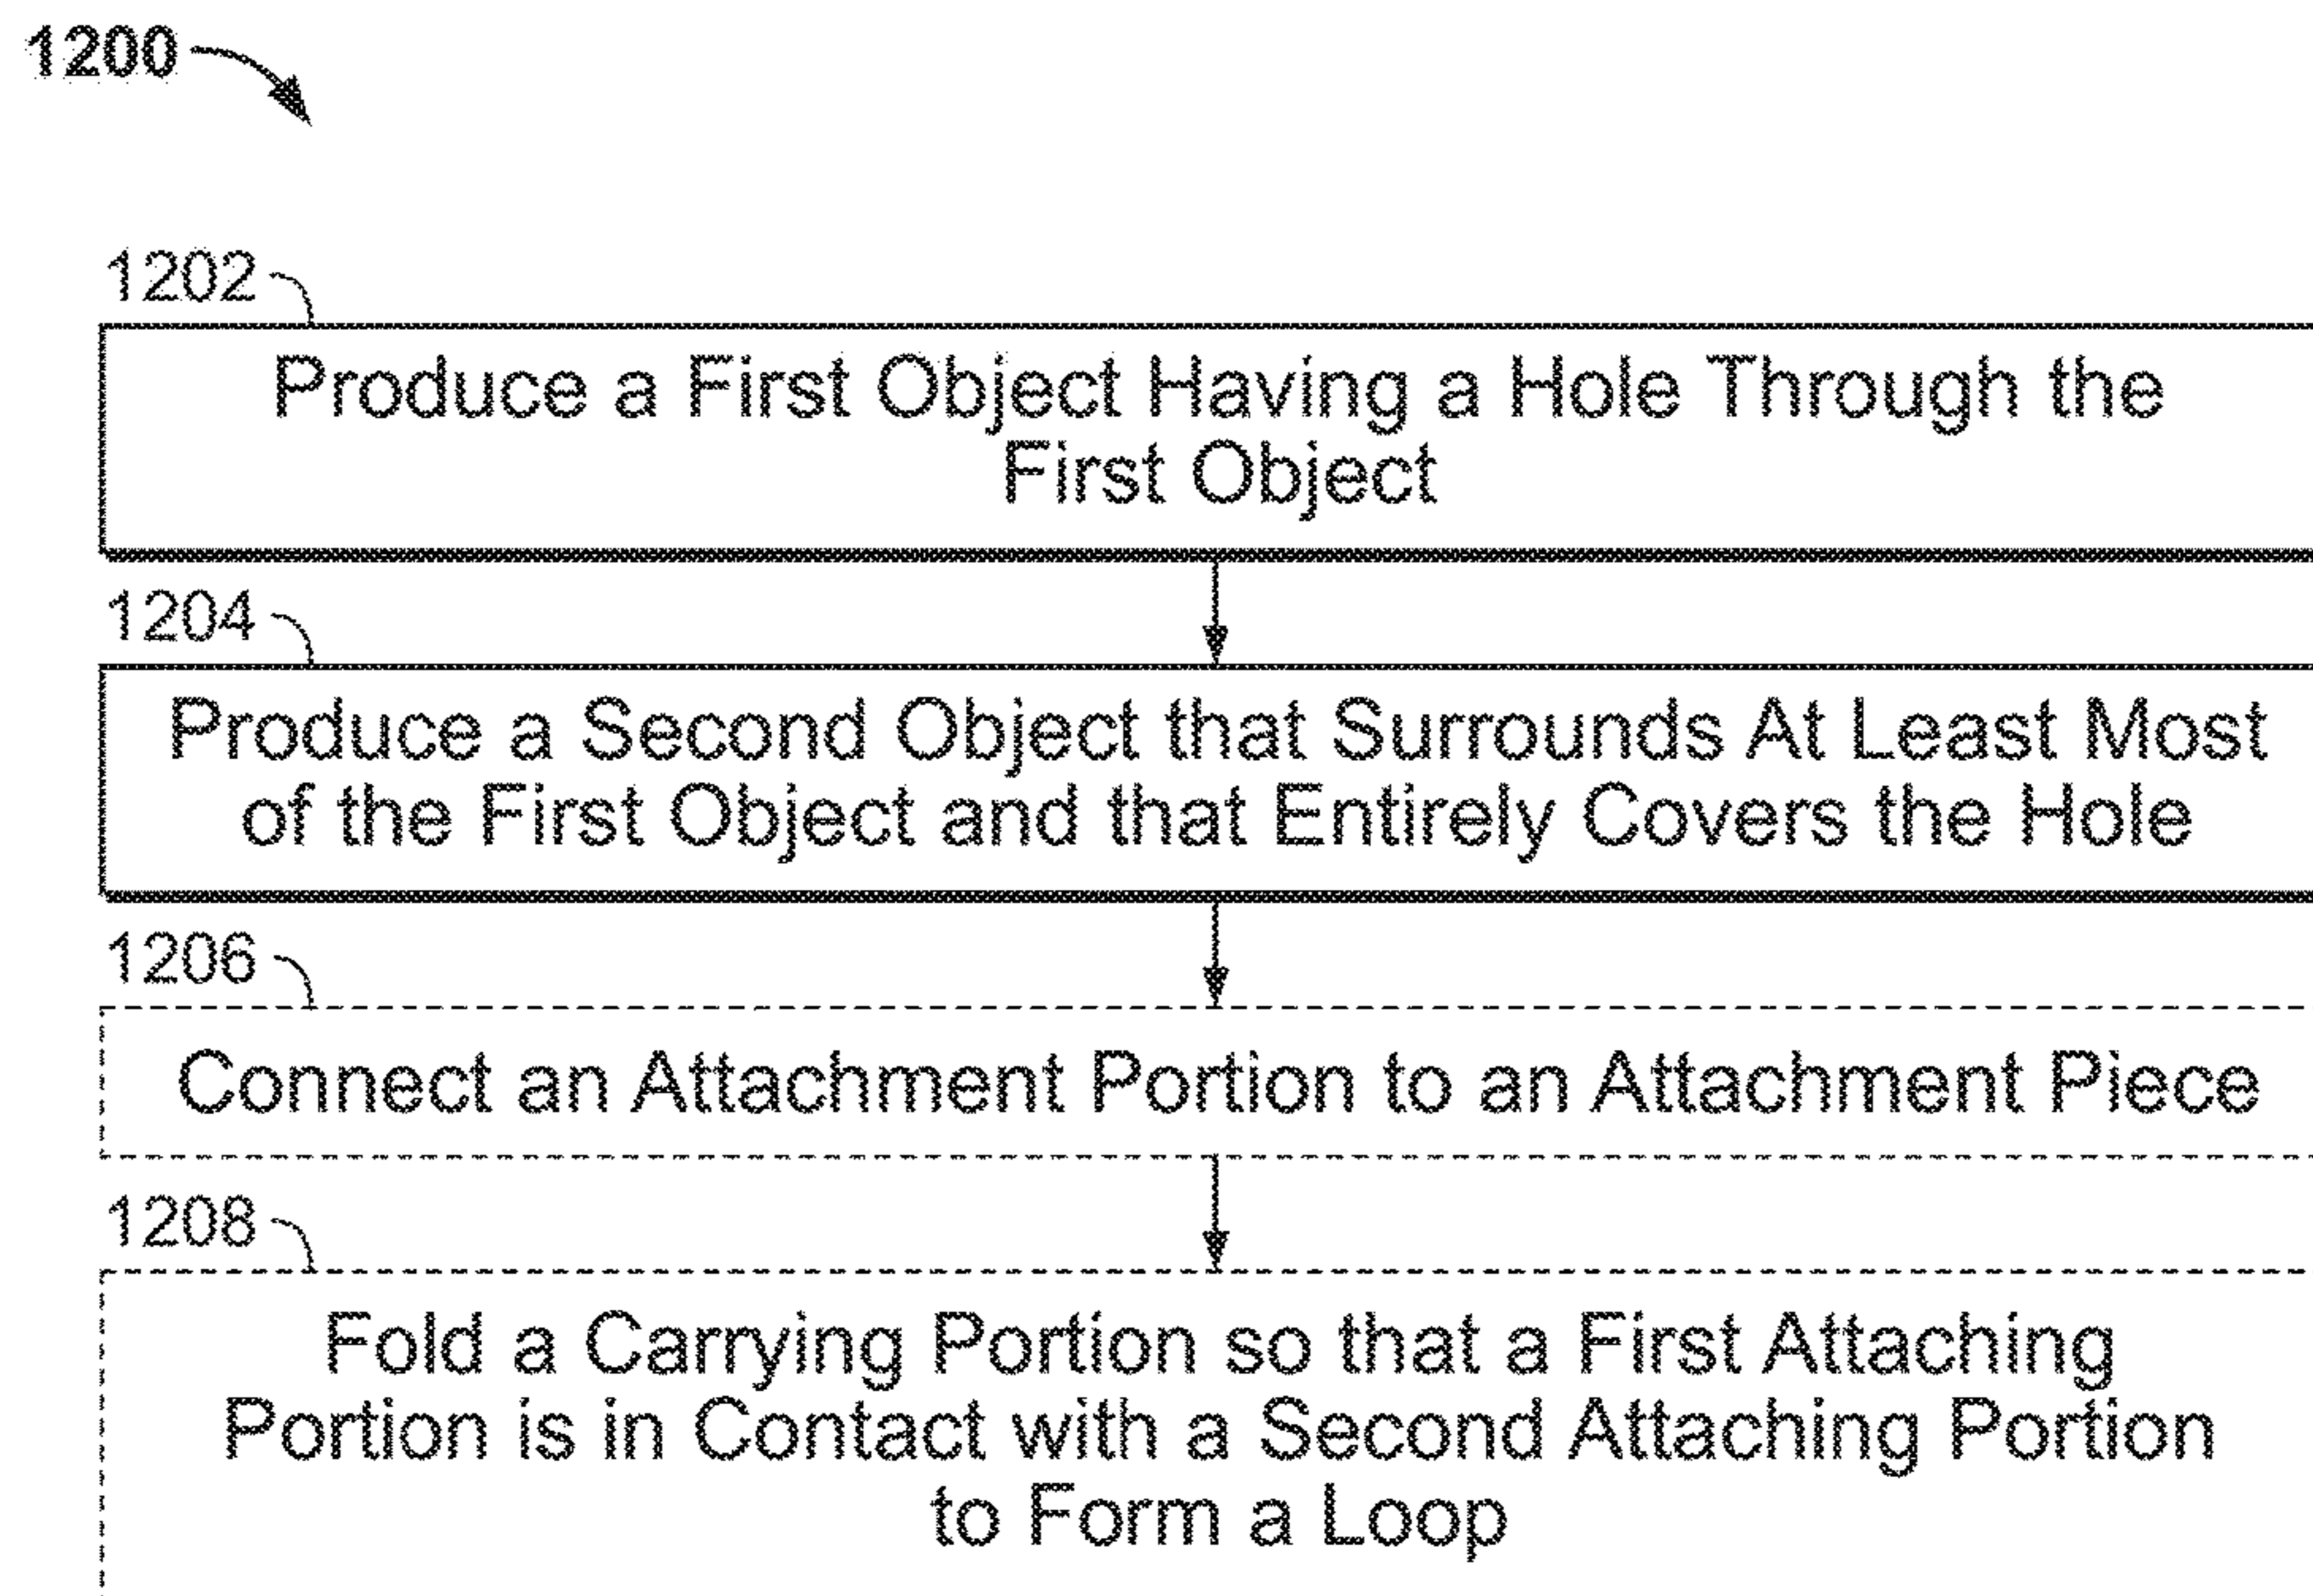 1200
1202
Produce a First Object Having a Hole Through the
First Object
1204
Produce a Second Object that Surrounds At Least Most
of the First Object and that Entirely Covers the Hole
1206
Connect an Attachment Portion to an Attachment Piece
1208
Fold a Carrying Portion so that a First Attaching
Portion is in Contact with a Second Attaching Portion
to Form a Loop